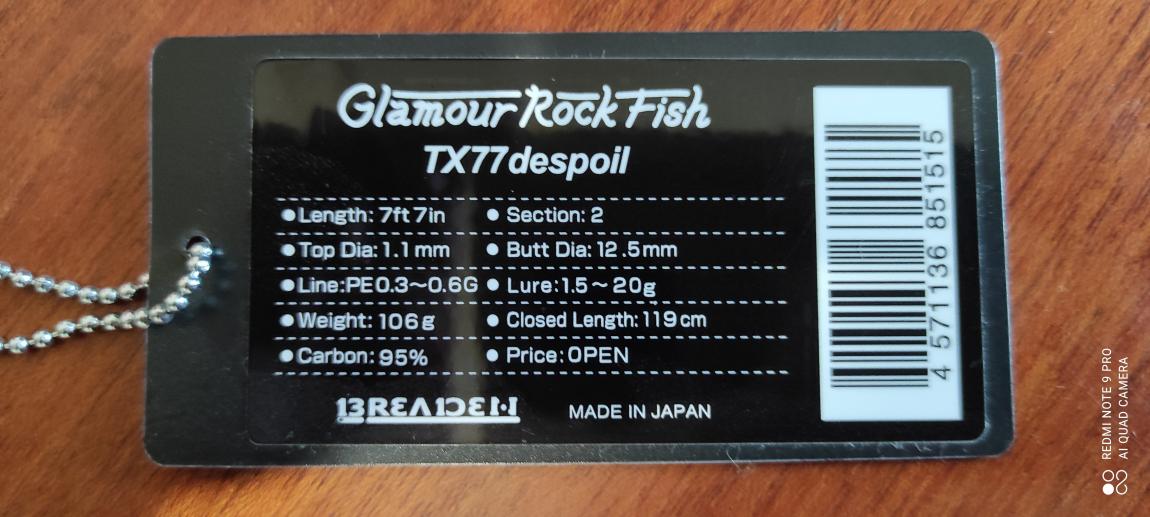 Glamour Rock Fish
TX77despoil
●Length: 7ft 7in ● Section: 2
●Top Dia: 1.1mm ● Butt Dia: 12.5mm
●Line:PE0.3〜0.6G ● Lure:1.5〜20g
●Weight: 106g ● Closed Length: 119cm
●Carbon: 95% ● Price: OPEN
BREADEN MADE IN JAPAN
4 571136 851515
REDMI NOTE 9 PRO
AI QUAD CAMERA